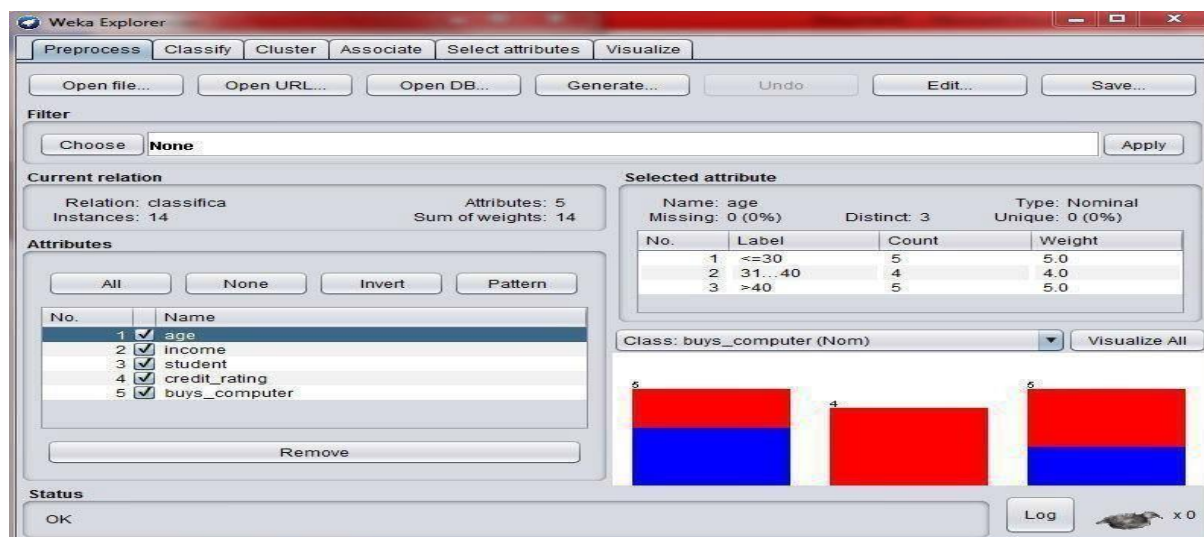 Weka Explorer
Preprocess Classify Cluster Associate Select attributes Visualize
Open file... Open URL... Open DB... Generate... Undo Edit... Save...
Filter
Choose None Apply
Current relation
Relation: classifica Attributes: 5
Instances: 14 Sum of weights: 14
Attributes
All None Invert Pattern
No. Name
1 age
2 income
3 student
4 credit_rating
5 buys_computer
Remove
Selected attribute
Name: age Type: Nominal
Missing: 0 (0%) Distinct: 3 Unique: 0 (0%)
No. Label Count Weight
1 <=30 5 5.0
2 31...40 4 4.0
3 >40 5 5.0
Class: buys_computer (Nom) Visualize All
5 4 5
Status
OK Log x 0